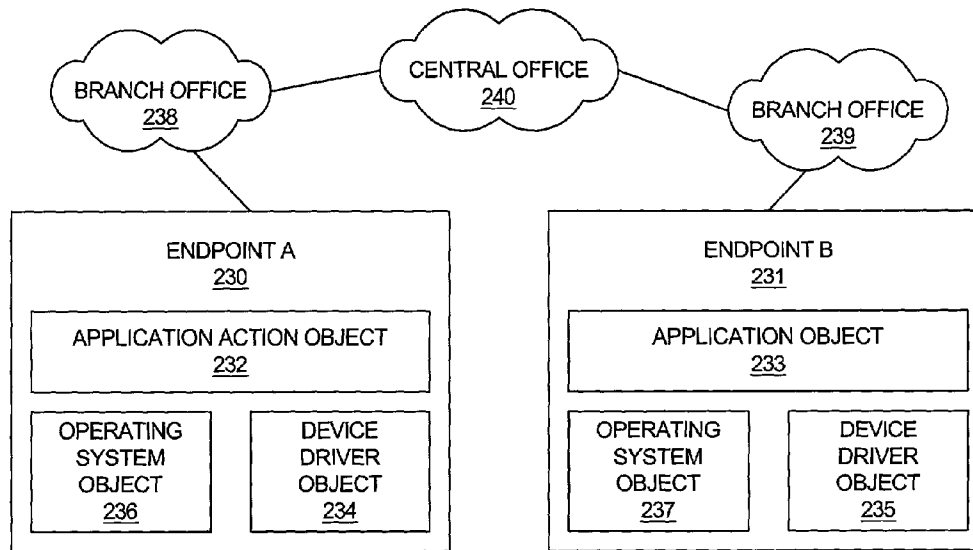 BRANCH OFFICE
238
CENTRAL OFFICE
240
BRANCH OFFICE
239
ENDPOINT A
230
APPLICATION ACTION OBJECT
232
OPERATING
SYSTEM
OBJECT
236
DEVICE
DRIVER
OBJECT
234
ENDPOINT B
231
APPLICATION OBJECT
233
OPERATING
SYSTEM
OBJECT
237
DEVICE
DRIVER
OBJECT
235